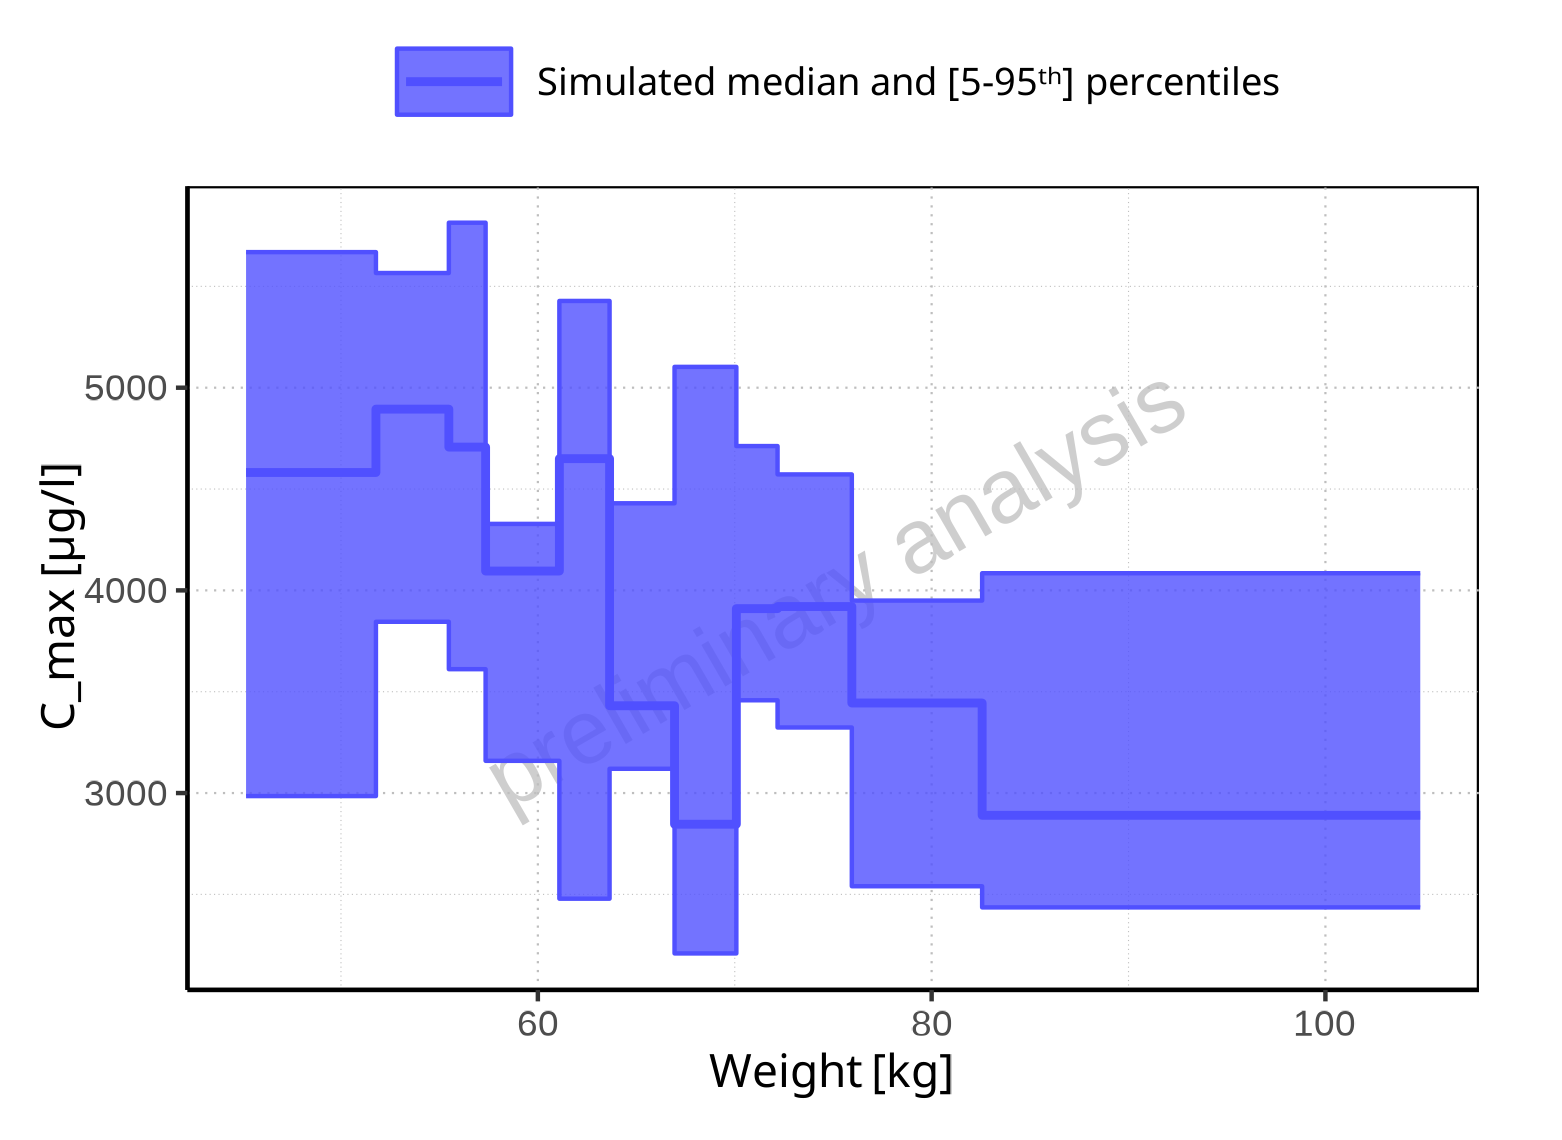 Simulated median and [5-95ᵗʰ] percentiles
C_max [µg/l]
5000
4000
3000
preliminary analysis
60
80
100
Weight [kg]